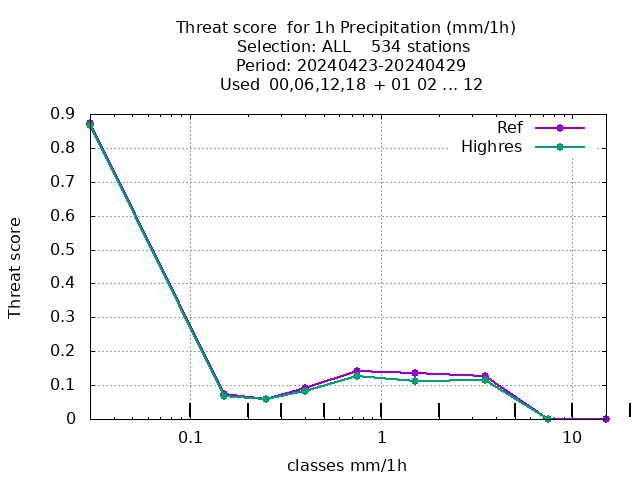 Threat score  for 1h Precipitation (mm/1h)
Selection: ALL    534 stations
Period: 20240423-20240429
Used  00,06,12,18  + 01 02 ... 12
Ref
Highres
Threat score
0.9
0.8
0.7
0.6
0.5
0.4
0.3
0.2
0.1
0
0.1
1
10
classes mm/1h